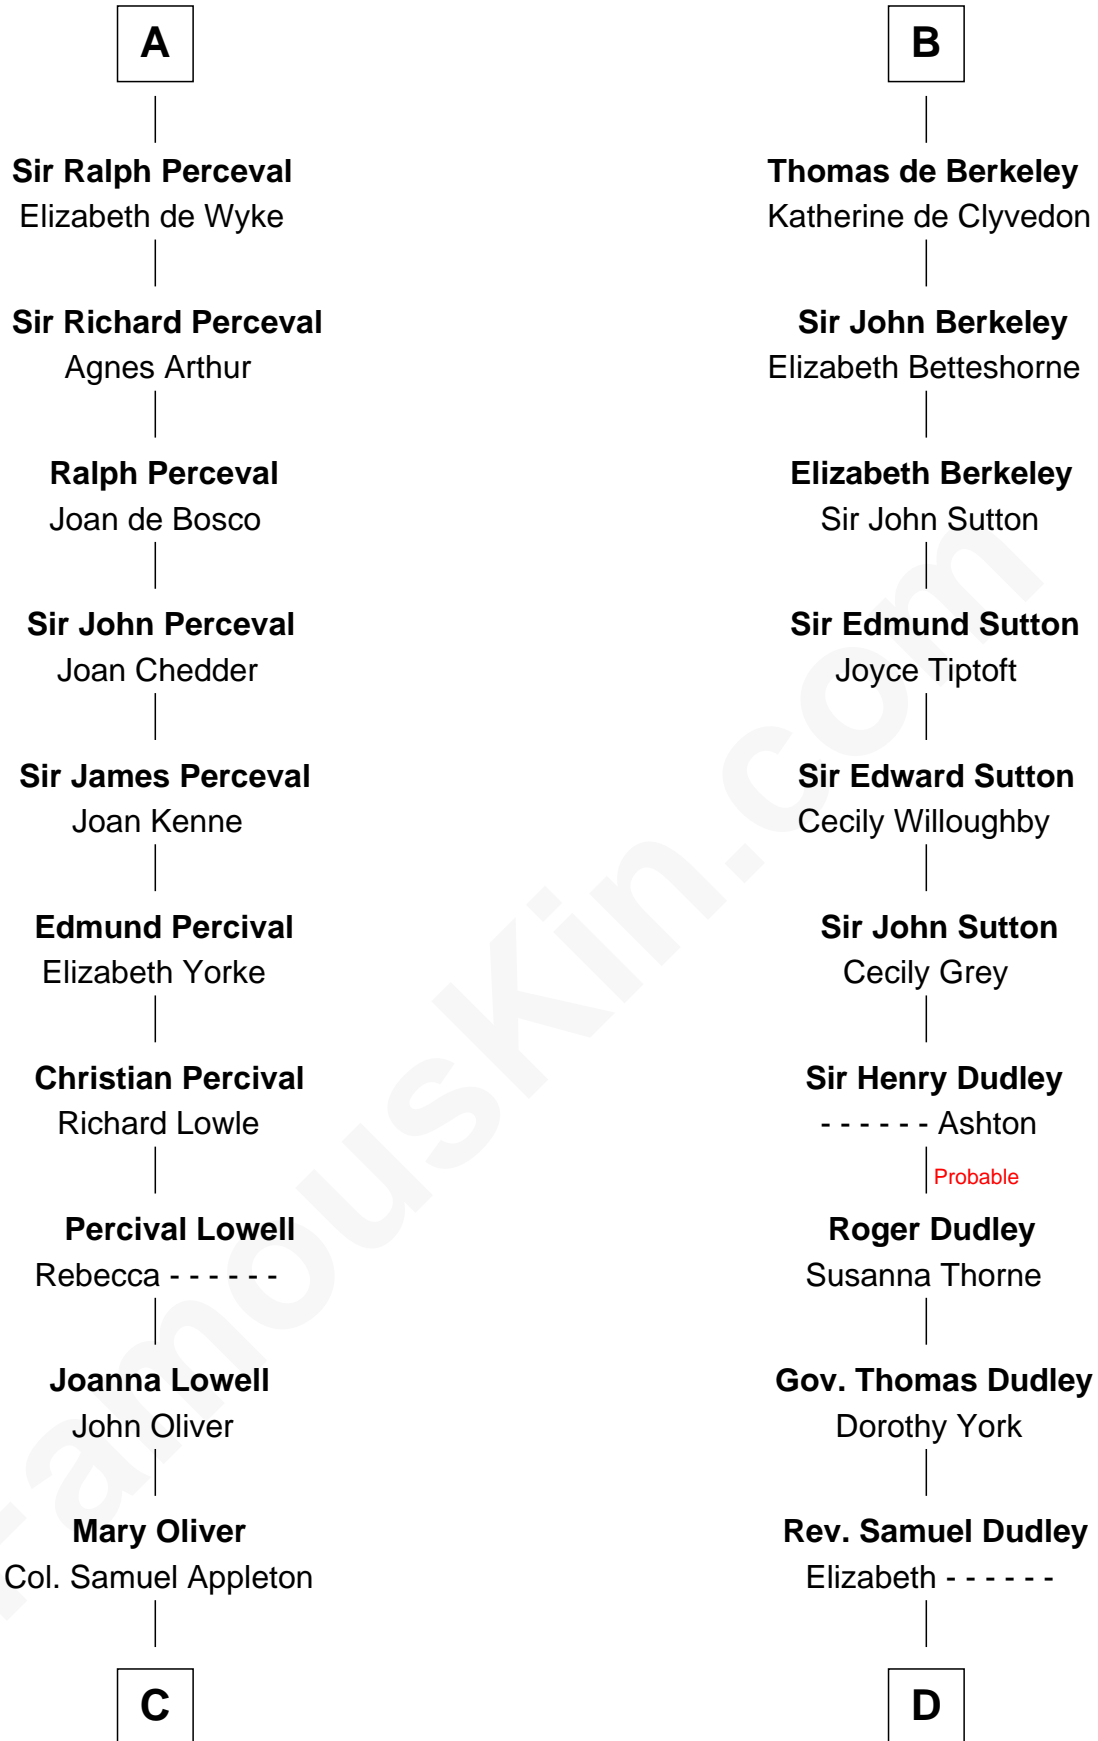 A
Sir Ralph Perceval
Elizabeth de Wyke
Sir Richard Perceval
Agnes Arthur
Ralph Perceval
Joan de Bosco
Sir John Perceval
Joan Chedder
Sir James Perceval
Joan Kenne
Edmund Percival
Elizabeth Yorke
Christian Percival
Richard Lowle
Percival Lowell
Rebecca - - - - - -
Joanna Lowell
John Oliver
Mary Oliver
Col. Samuel Appleton
C
B
Thomas de Berkeley
Katherine de Clyvedon
Sir John Berkeley
Elizabeth Betteshorne
Elizabeth Berkeley
Sir John Sutton
Sir Edmund Sutton
Joyce Tiptoft
Sir Edward Sutton
Cecily Willoughby
Sir John Sutton
Cecily Grey
Sir Henry Dudley
- - - - - - Ashton
Probable
Roger Dudley
Susanna Thorne
Gov. Thomas Dudley
Dorothy York
Rev. Samuel Dudley
Elizabeth - - - - - -
D
FamousKin.com